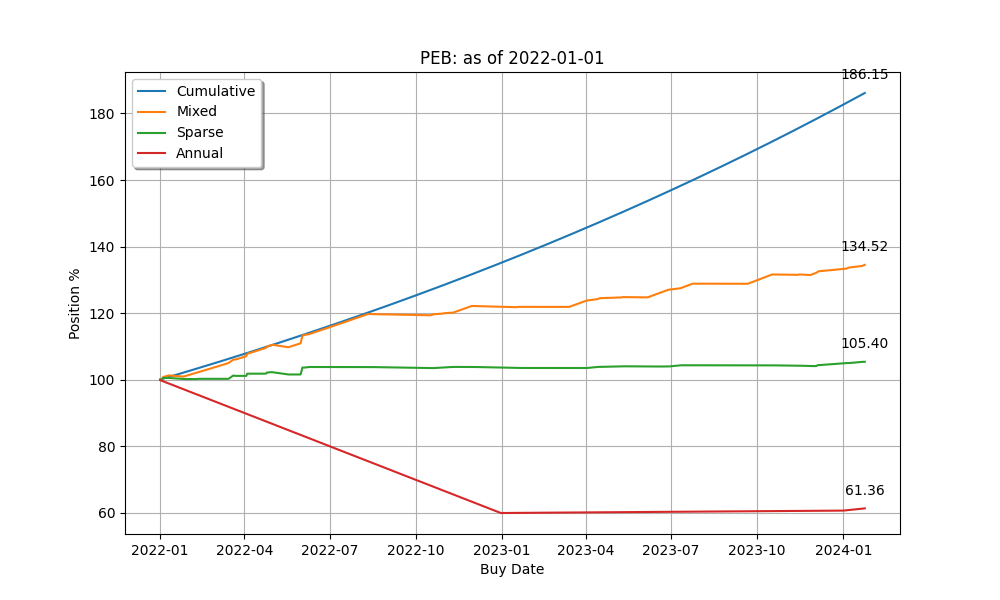 PEB: as of 2022-01-01
186.15
Cumulative
Mixed
Sparse
Annual
180
160
140
120
100
80
60
134.52
105.40
61.36
Position %
2022-01
2022-04
2022-07
2022-10
2023-01
2023-04
2023-07
2023-10
2024-01
Buy Date